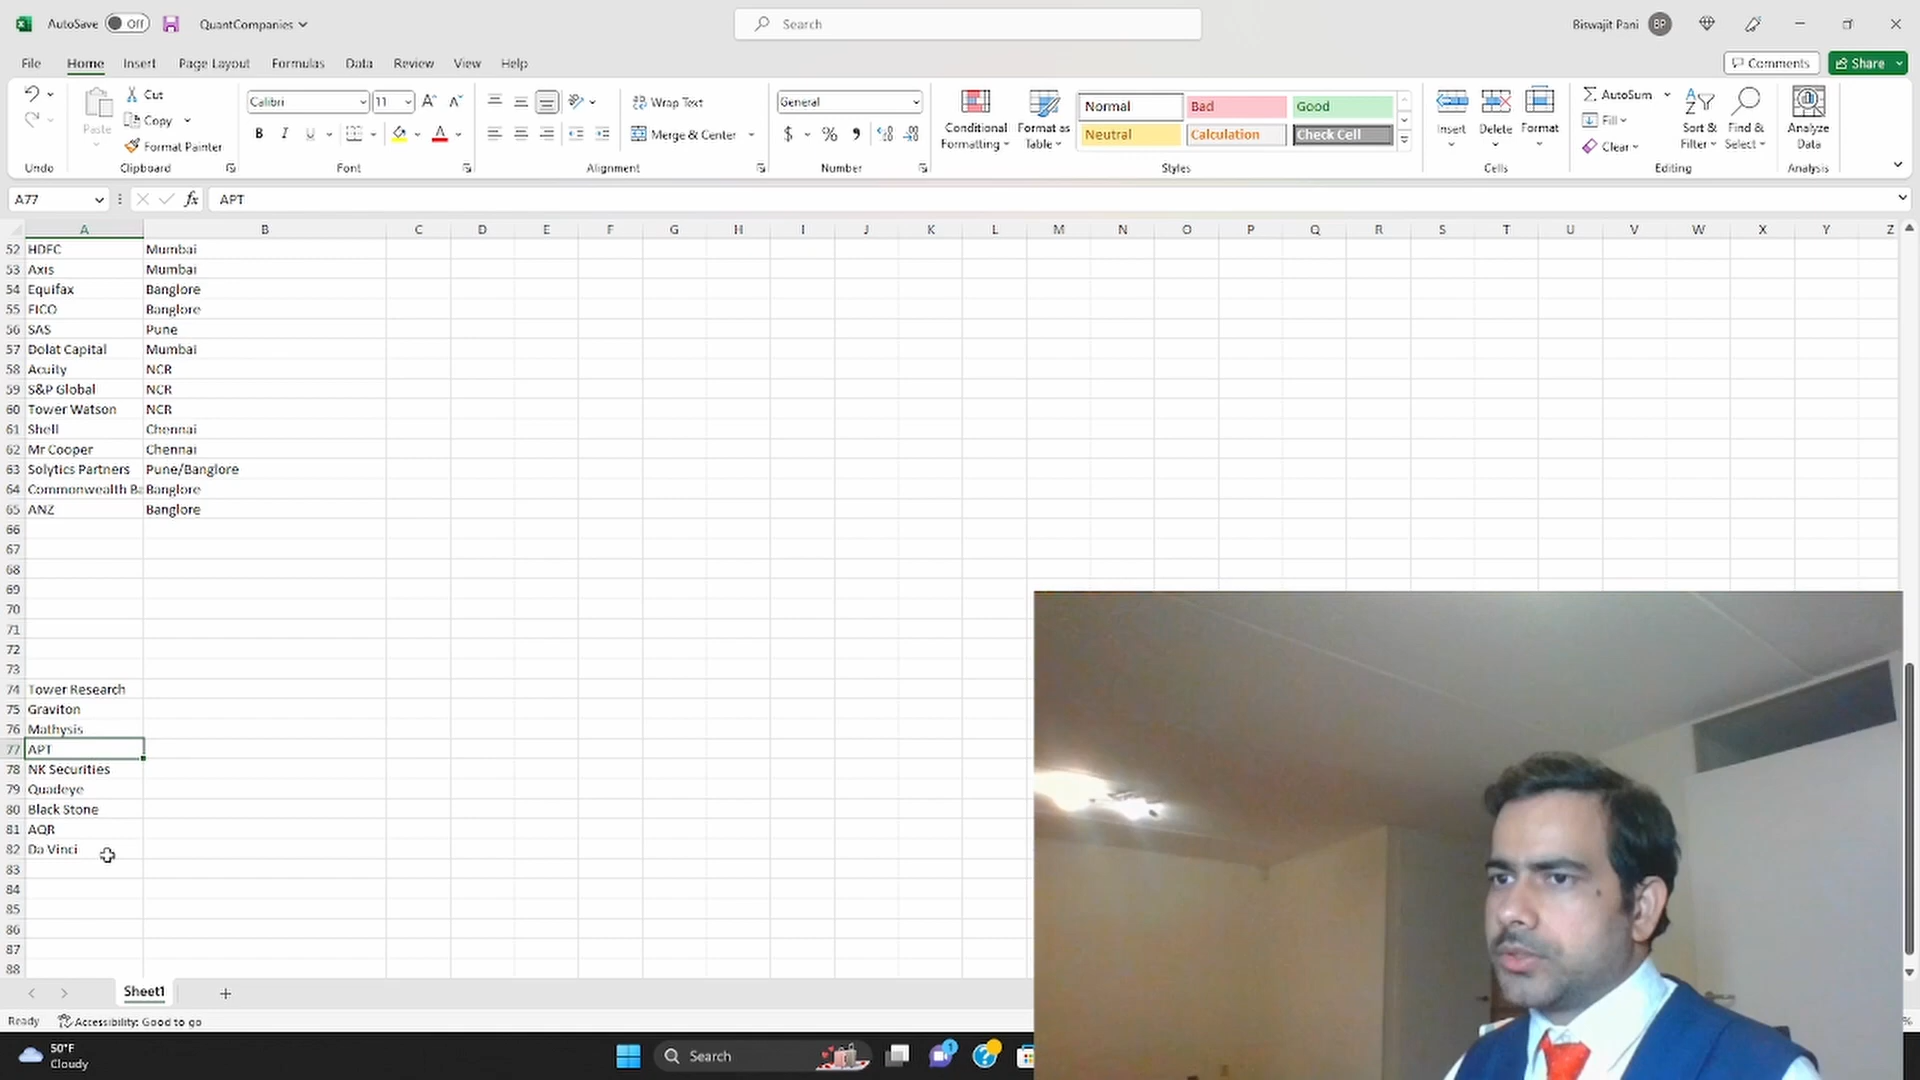 AutoSave Off QuantCompanies Search Biswajit Pani BP
File Home Insert Page Layout Formulas Data Review View Help Comments Share
Cut Calibri 11 Wrap Text General Normal Bad Good AutoSum
Paste Copy Conditional Formatting Format as Table Insert Delete Format Fill Sort & Filter Find & Select Analyze Data
Format Painter B I U A Merge & Center $ % Neutral Calculation Check Cell Clear
Undo Clipboard Font Alignment Number Styles Cells Editing Analysis
A77 fx APT
A B C D E F G H I J K L M N O P Q R S T U V W X Y Z
52 HDFC Mumbai
53 Axis Mumbai
54 Equifax Banglore
55 FICO Banglore
56 SAS Pune
57 Dolat Capital Mumbai
58 Acuity NCR
59 S&P Global NCR
60 Tower Watson NCR
61 Shell Chennai
62 Mr Cooper Chennai
63 Solytics Partners Pune/Banglore
64 Commonwealth Ba Banglore
65 ANZ Banglore
66
67
68
69
70
71
72
73
74 Tower Research
75 Graviton
76 Mathysis
77 APT
78 NK Securities
79 Quadeye
80 Black Stone
81 AQR
82 Da Vinci
83
84
85
86
87
88
Sheet1
Ready Accessibility: Good to go
50°F
Cloudy
Search